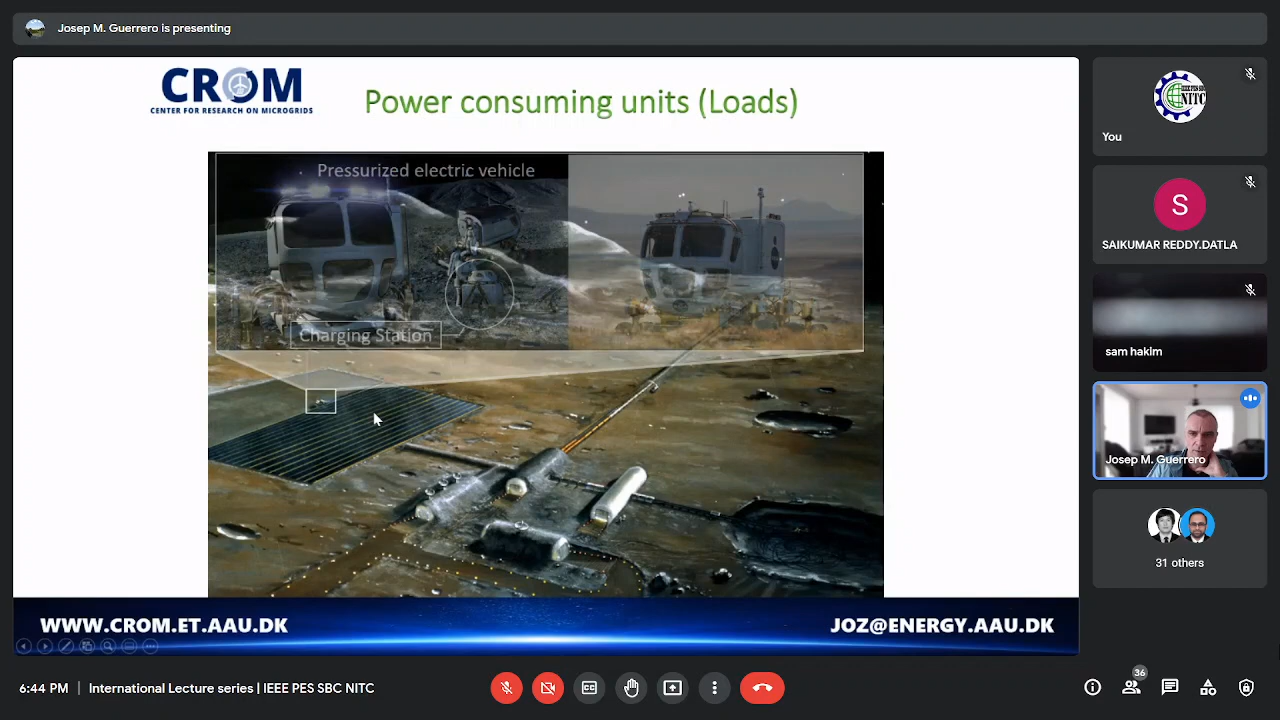 Josep M. Guerrero is presenting
CROM
CENTER FOR RESEARCH ON MICROGRIDS
Power consuming units (Loads)
Pressurized electric vehicle
Charging Station
WWW.CROM.ET.AAU.DK
JOZ@ENERGY.AAU.DK
NITC
You
S
SAIKUMAR REDDY.DATLA
sam hakim
Josep M. Guerrero
31 others
6:44 PM | International Lecture series | IEEE PES SBC NITC
36